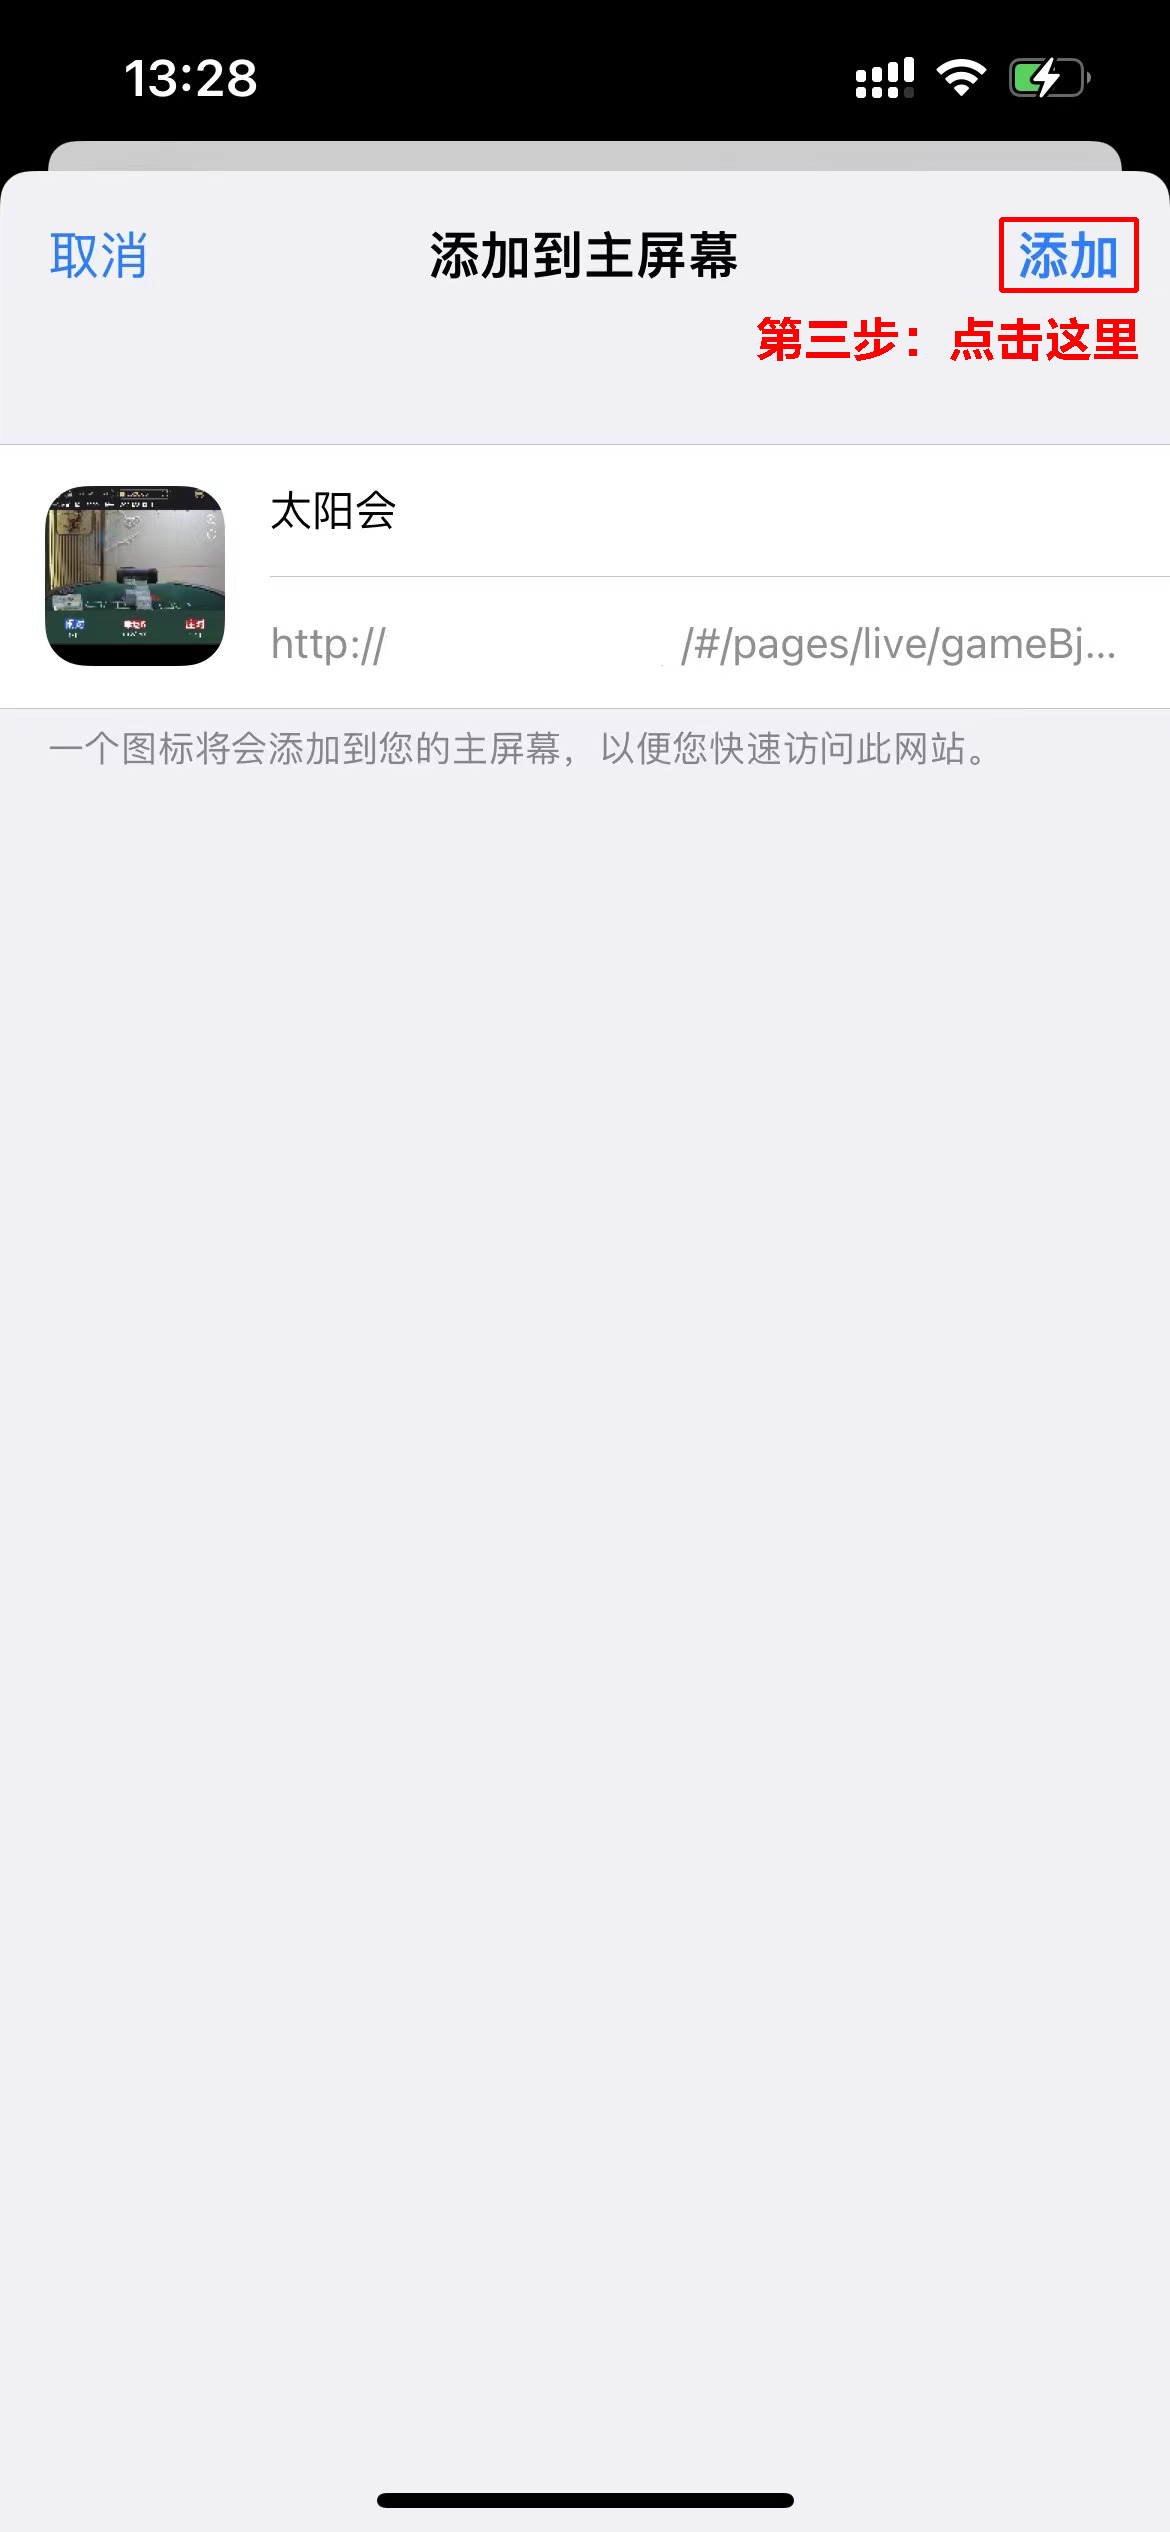 13:28
取消
添加到主屏幕
添加
第三步：点击这里
太阳会
http://
/#/pages/live/gameBj...
一个图标将会添加到您的主屏幕，以便您快速访问此网站。